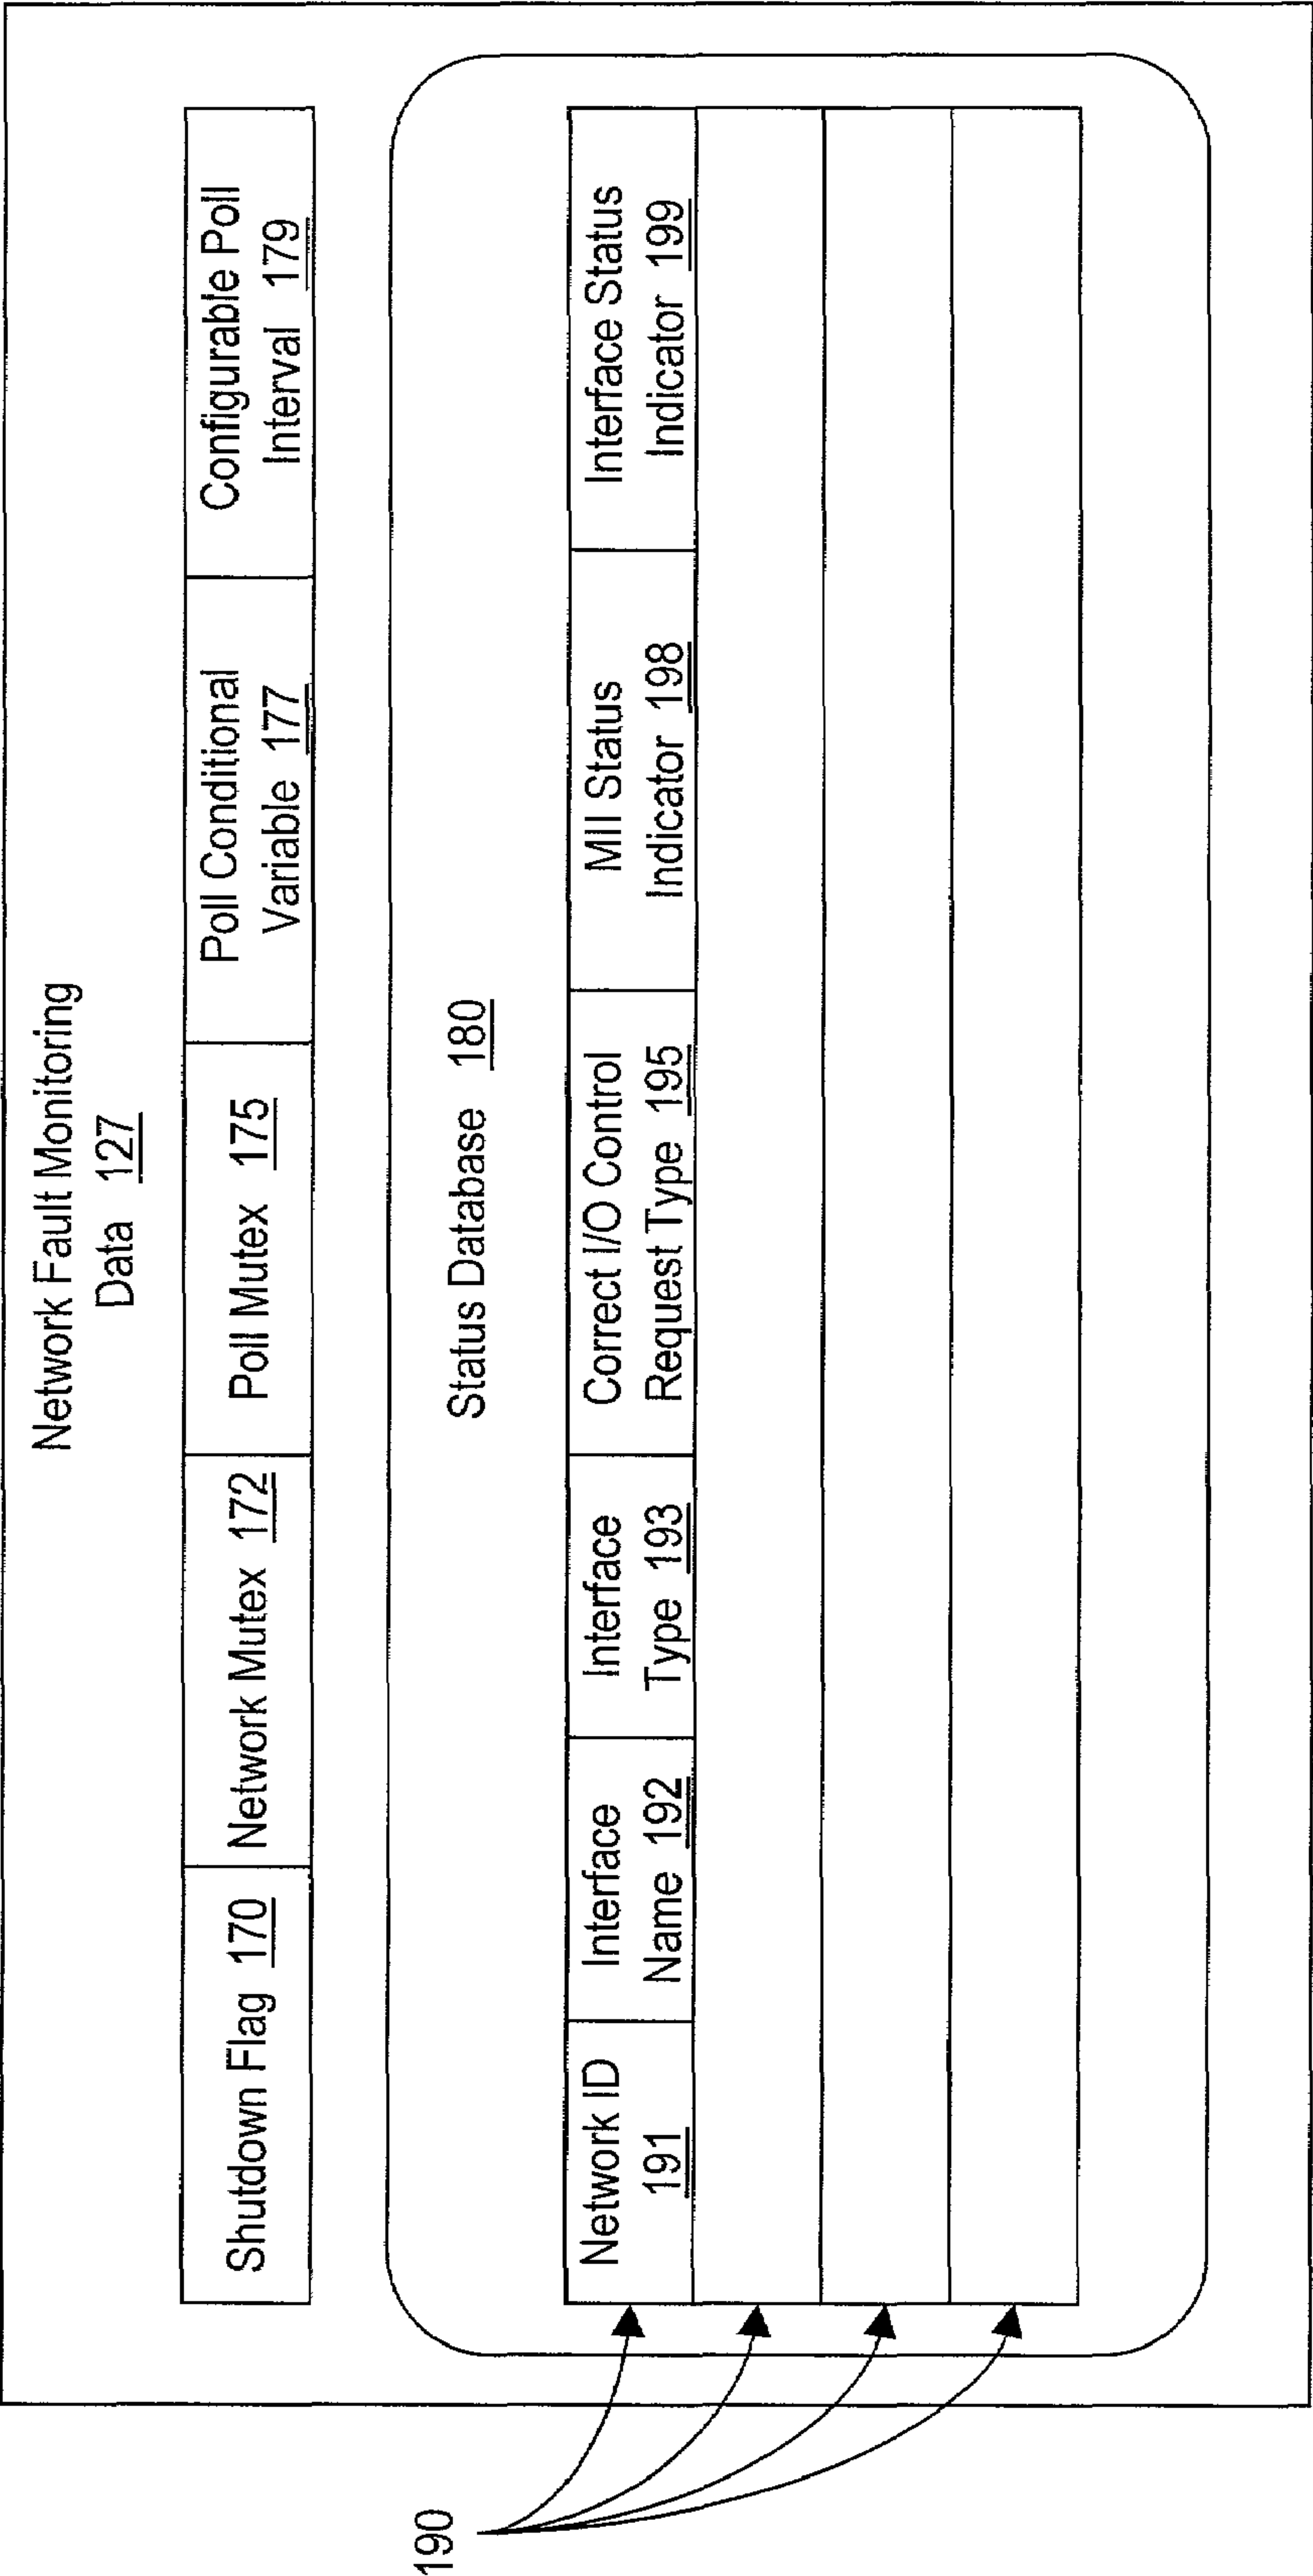 Network Fault Monitoring
Data 127
Shutdown Flag 170
Network Mutex 172
Poll Mutex 175
Poll Conditional
Variable 177
Configurable Poll
Interval 179
Status Database 180
Network ID
191
Interface
Name 192
Interface
Type 193
Correct I/O Control
Request Type 195
MII Status
Indicator 198
Interface Status
Indicator 199
190